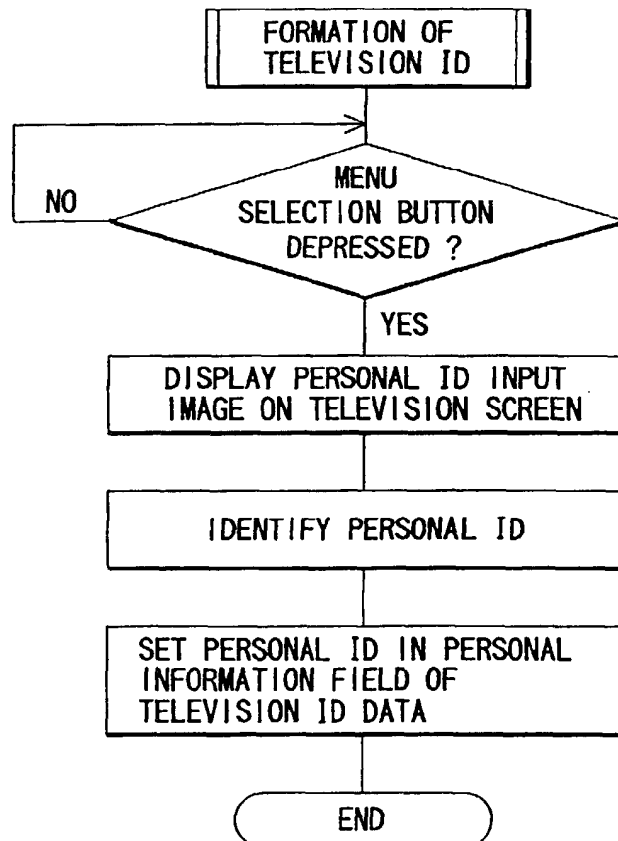 FORMATION OF
TELEVISION ID
MENU
SELECTION BUTTON
DEPRESSED ?
NO
YES
DISPLAY PERSONAL ID INPUT
IMAGE ON TELEVISION SCREEN
IDENTIFY PERSONAL ID
SET PERSONAL ID IN PERSONAL
INFORMATION FIELD OF
TELEVISION ID DATA
END